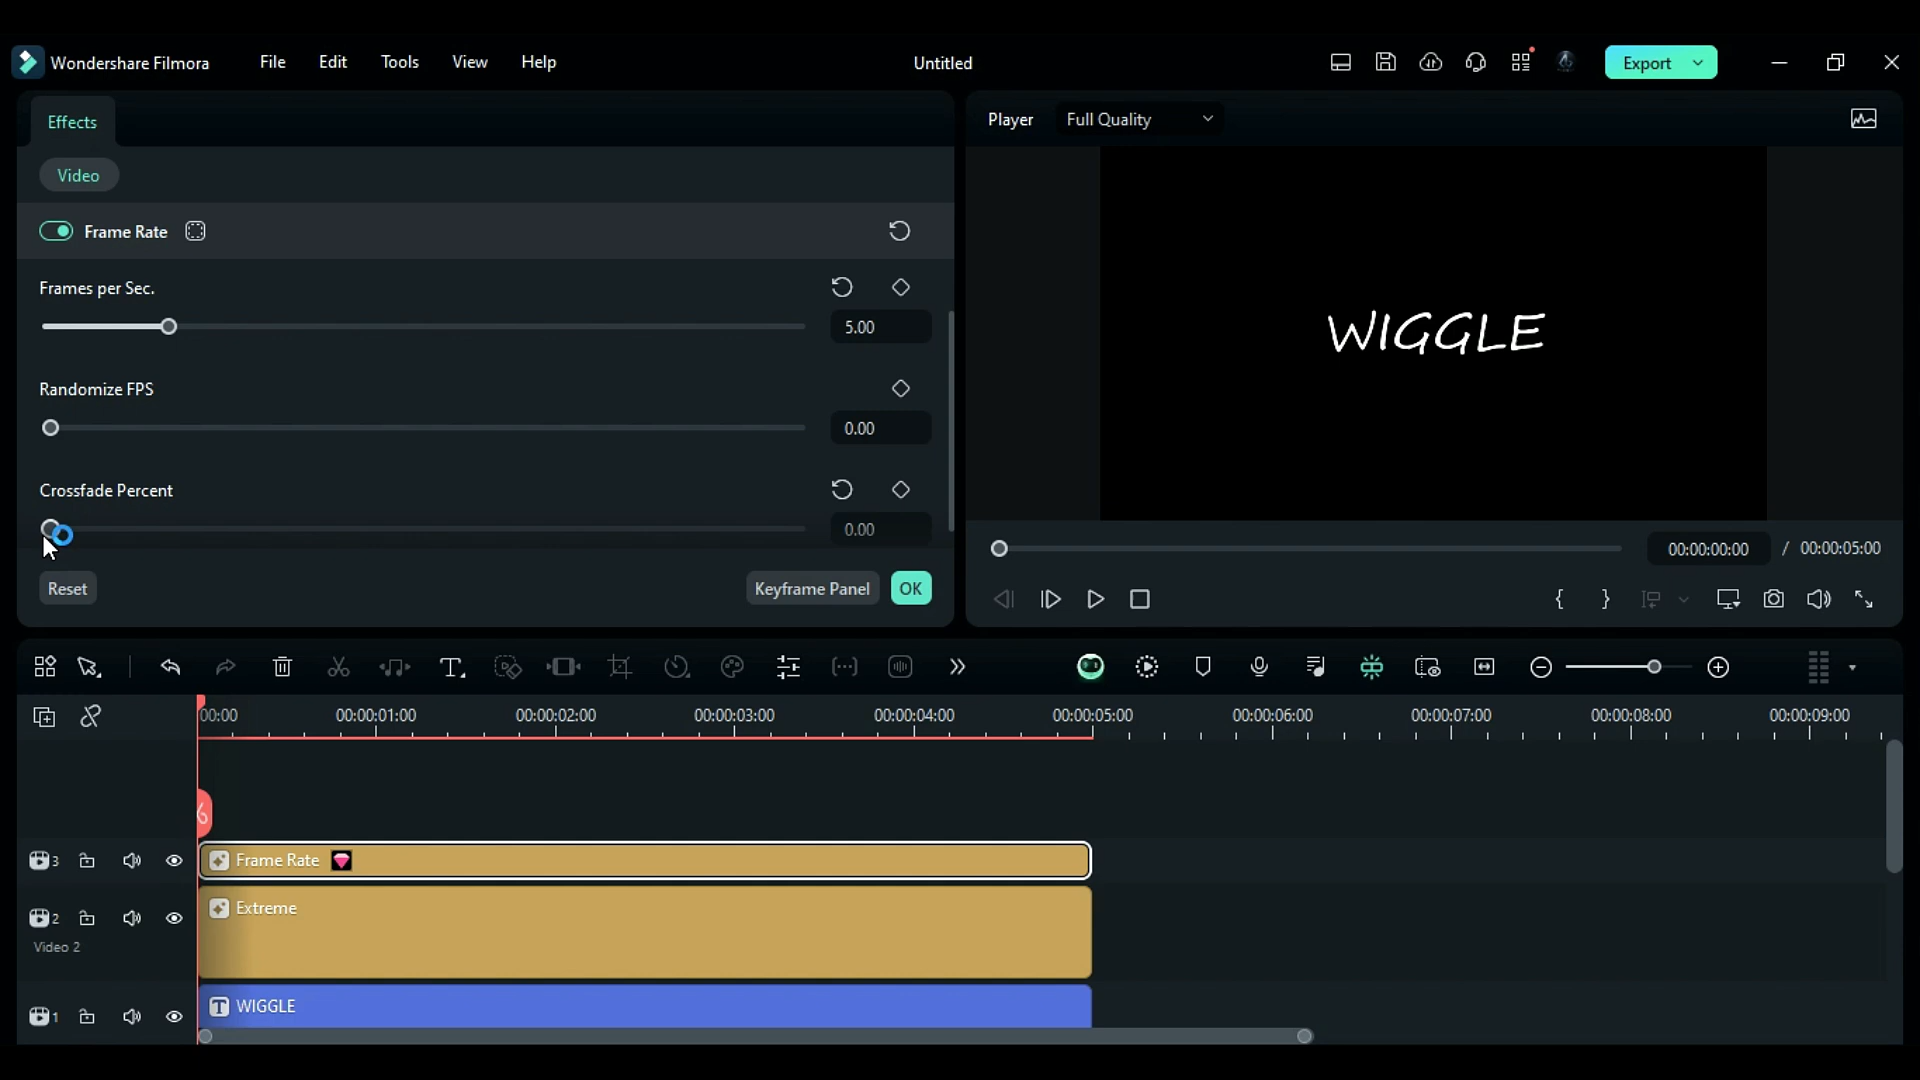 Wondershare Filmora File Edit Tools View Help Untitled Export
Effects
Player Full Quality
Video
Frame Rate
Frames per Sec.
5.00
WIGGLE
Randomize FPS
0.00
Crossfade Percent
0.00
00:00:00:00 / 00:00:05:00
Reset Keyframe Panel OK
00:00 00:00:01:00 00:00:02:00 00:00:03:00 00:00:04:00 00:00:05:00 00:00:06:00 00:00:07:00 00:00:08:00 00:00:09:00
3 Frame Rate
2 Extreme
Video 2
1 WIGGLE